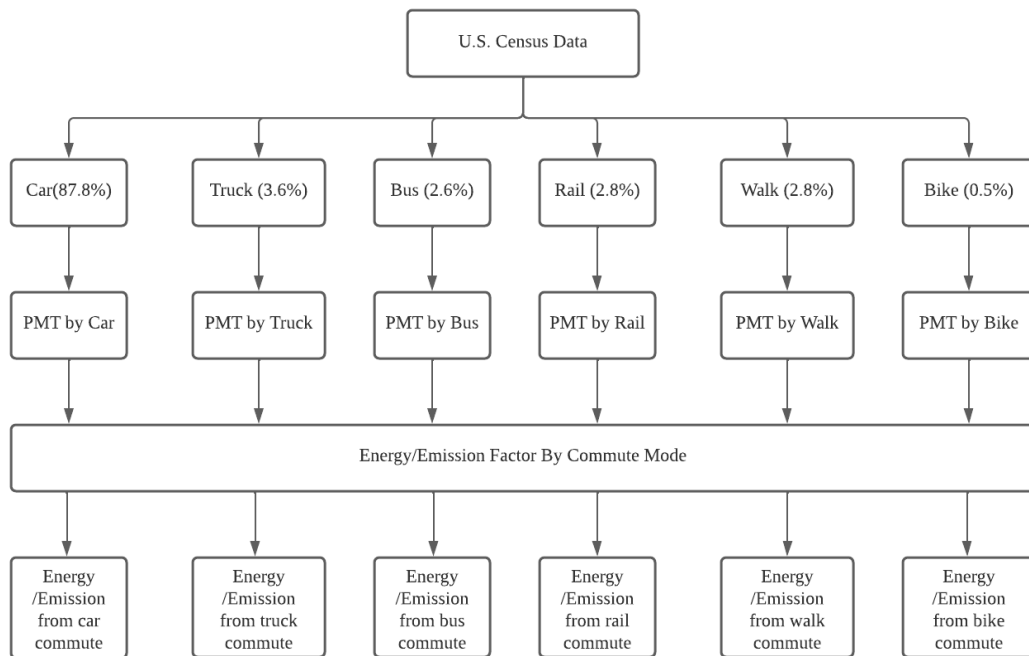 U.S. Census Data
Car(87.8%)
Truck (3.6%)
Bus (2.6%)
Rail (2.8%)
Walk (2.8%)
Bike (0.5%)
PMT by Car
PMT by Truck
PMT by Bus
PMT by Rail
PMT by Walk
PMT by Bike
Energy/Emission Factor By Commute Mode
Energy
/Emission
from car
commute
Energy
/Emission
from truck
commute
Energy
/Emission
from bus
commute
Energy
/Emission
from rail
commute
Energy
/Emission
from walk
commute
Energy
/Emission
from bike
commute